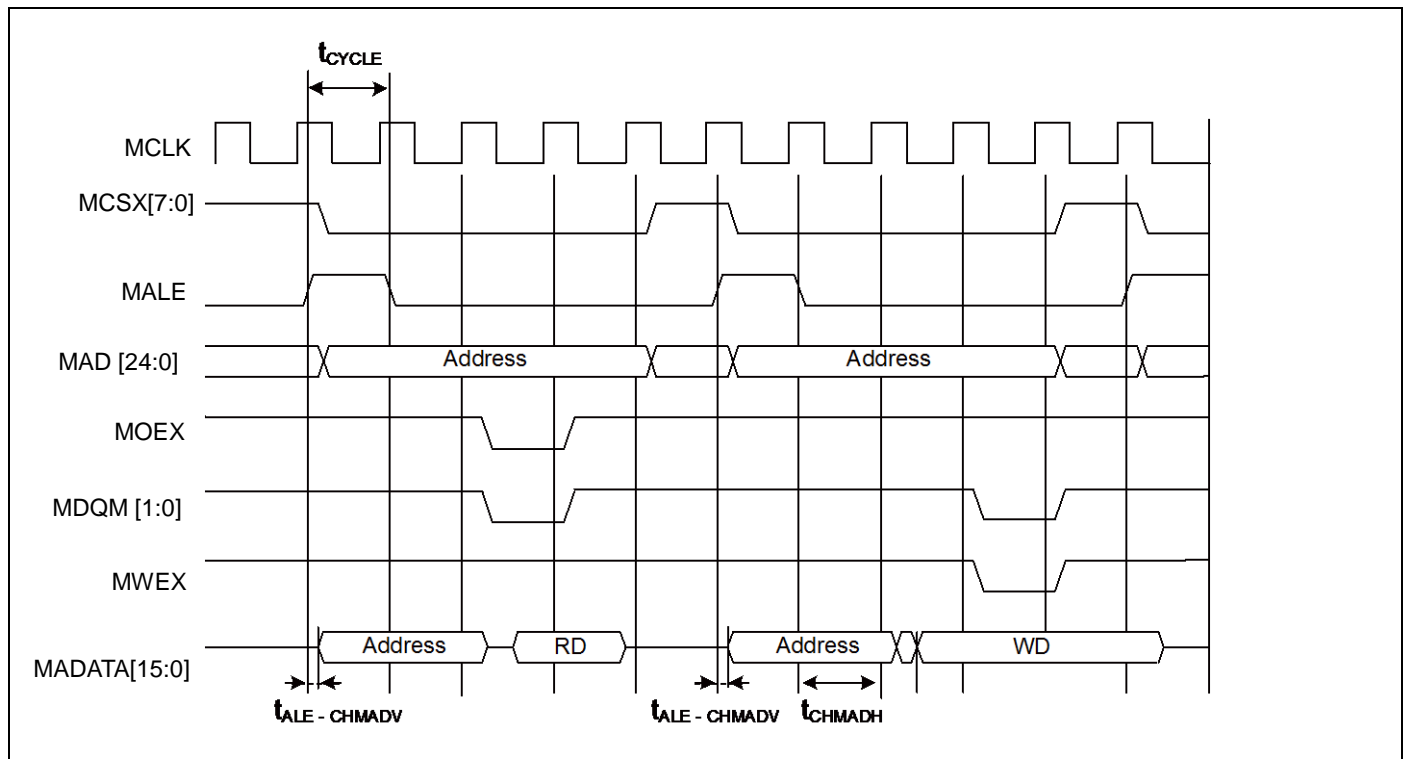 tCYCLE
MCLK
MCSX[7:0]
MALE
MAD [24:0]
Address
Address
MOEX
MDQM [1:0]
MWEX
MADATA[15:0]
Address
RD
Address
WD
tALE - CHMADV
tALE - CHMADV
tCHMADH